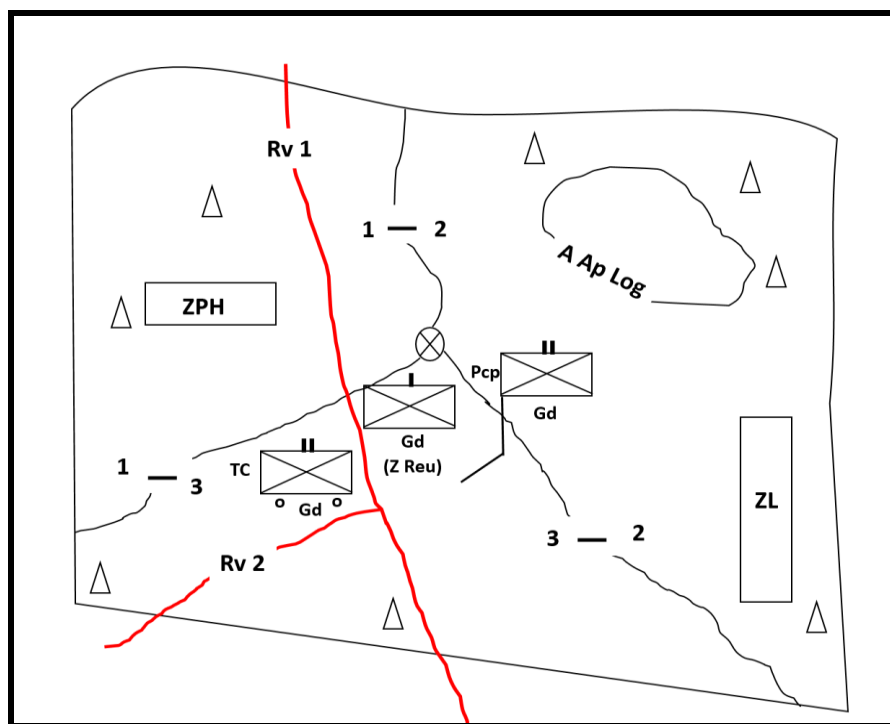 Rv 1
1 2
A Ap Log
ZPH
II
Pcp
I
Gd
Gd
(Z Reu)
II
TC
Gd
1
3
ZL
3 2
Rv 2